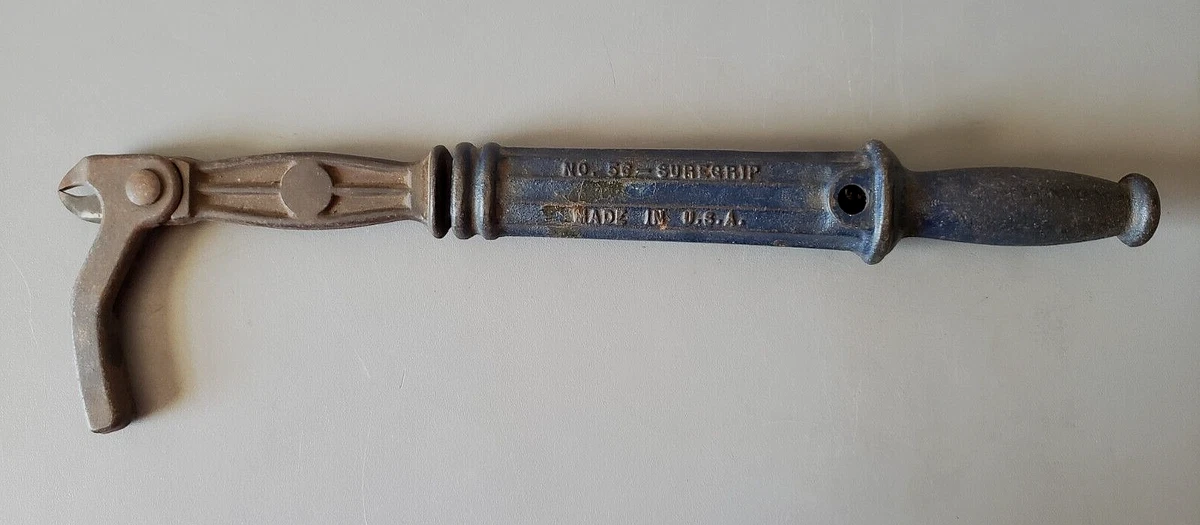 NO. 56 - SUREGRIP
MADE IN U.S.A.